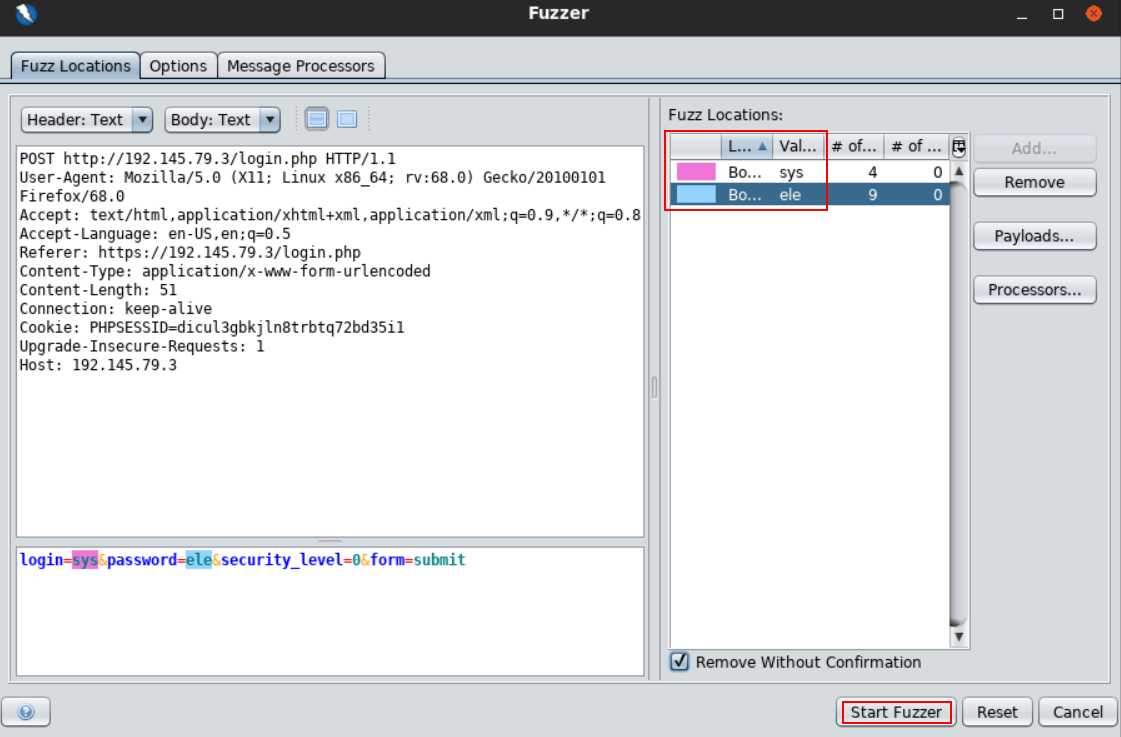 Fuzzer
Fuzz Locations
Options
Message Processors
Header: Text
Body: Text
POST http://192.145.79.3/login.php HTTP/1.1
User-Agent: Mozilla/5.0 (X11; Linux x86_64; rv:68.0) Gecko/20100101
Firefox/68.0
Accept: text/html,application/xhtml+xml,application/xml;q=0.9,*/*;q=0.8
Accept-Language: en-US,en;q=0.5
Referer: https://192.145.79.3/login.php
Content-Type: application/x-www-form-urlencoded
Content-Length: 51
Connection: keep-alive
Cookie: PHPSESSID=dicul3gbkjln8trbtq72bd35i1
Upgrade-Insecure-Requests: 1
Host: 192.145.79.3
login=sys&password=ele&security_level=0&form=submit
Fuzz Locations:
L... Val... # of... # of ...
Bo... sys 4 0
Bo... ele 9 0
Add...
Remove
Payloads...
Processors...
Remove Without Confirmation
Start Fuzzer
Reset
Cancel